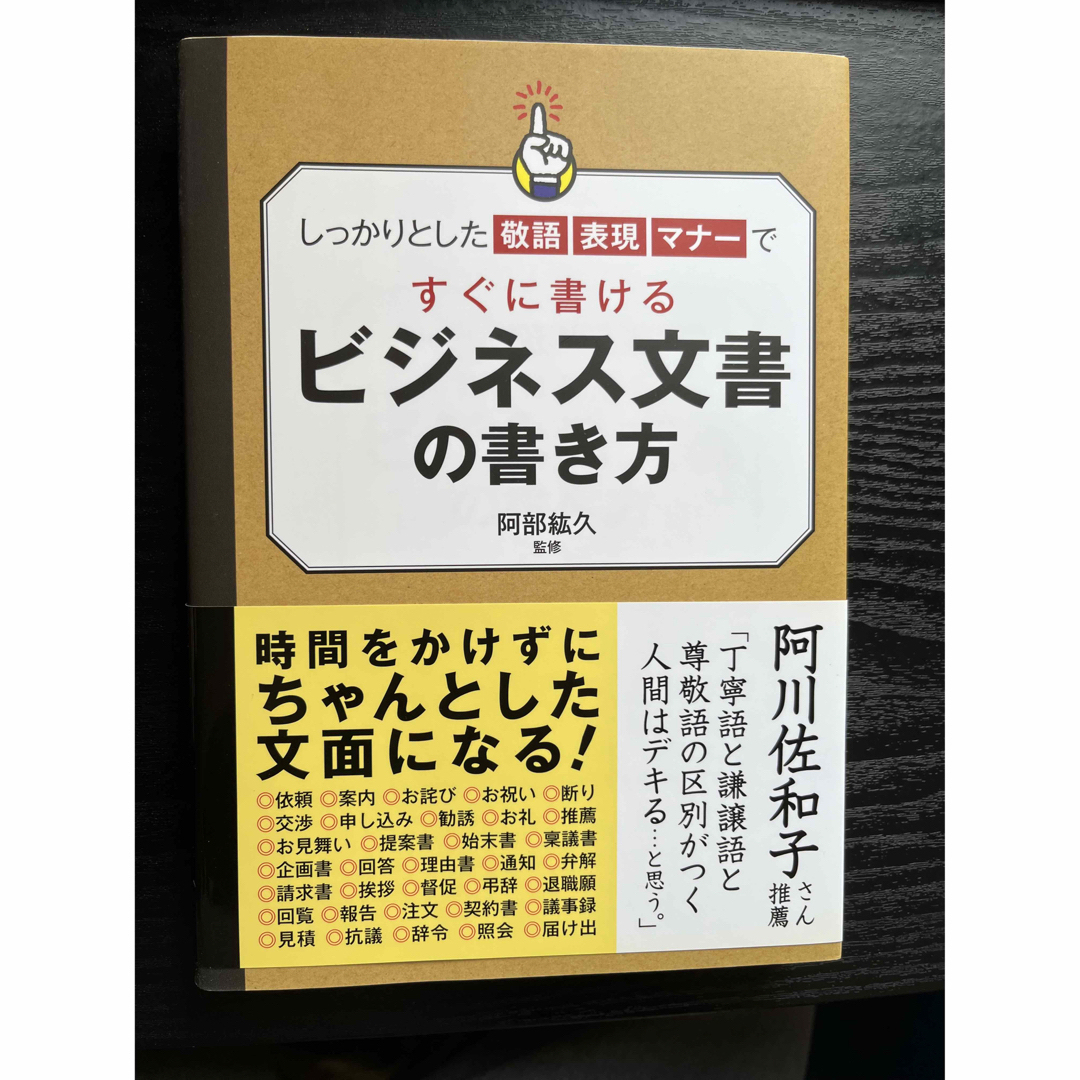 しっかりとした 敬語 表現 マナーで
すぐに書ける
ビジネス文書
の書き方
阿部紘久
監修
時間をかけずに
ちゃんとした
文面になる!
◎依頼 ◎案内 ◎お詫び ◎お祝い ◎断り
◎交渉 ◎申し込み ◎勧誘 ◎お礼 ◎推薦
◎お見舞い ◎提案書 ◎始末書 ◎稟議書
◎企画書 ◎回答 ◎理由書 ◎通知 ◎弁解
◎請求書 ◎挨拶 ◎督促 ◎弔辞 ◎退職願
◎回覧 ◎報告 ◎注文 ◎契約書 ◎議事録
◎見積 ◎抗議 ◎辞令 ◎照会 ◎届け出
阿川佐和子さん推薦
「丁寧語と謙譲語と
尊敬語の区別がつく
人間はデキる…と思う。」